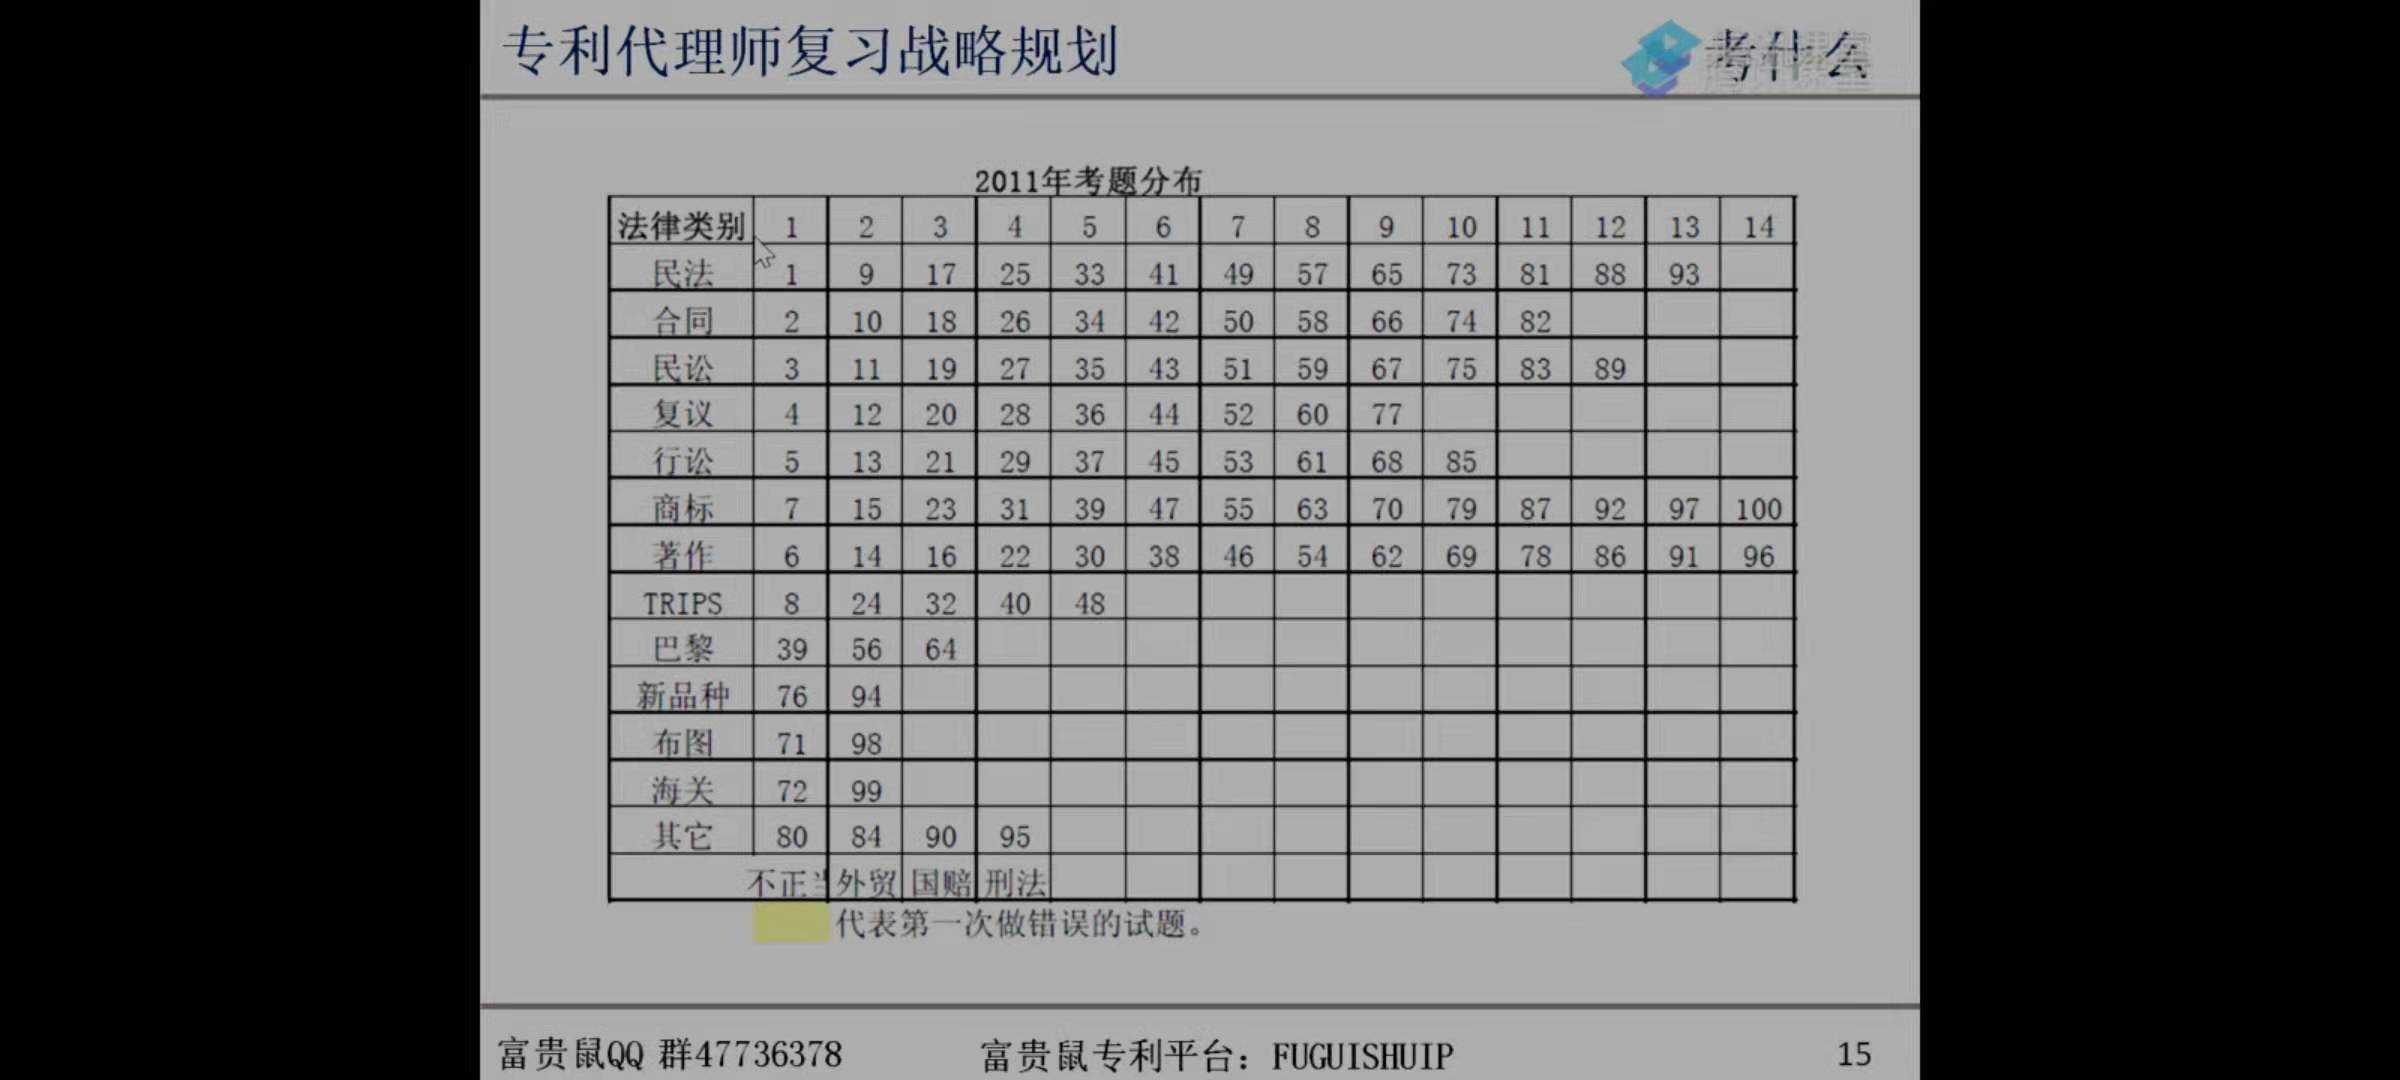 专利代理师复习战略规划
考什么
2011年考题分布
法律类别 1 2 3 4 5 6 7 8 9 10 11 12 13 14
民法 1 9 17 25 33 41 49 57 65 73 81 88 93
合同 2 10 18 26 34 42 50 58 66 74 82
民讼 3 11 19 27 35 43 51 59 67 75 83 89
复议 4 12 20 28 36 44 52 60 77
行讼 5 13 21 29 37 45 53 61 68 85
商标 7 15 23 31 39 47 55 63 70 79 87 92 97 100
著作 6 14 16 22 30 38 46 54 62 69 78 86 91 96
TRIPS 8 24 32 40 48
巴黎 39 56 64
新品种 76 94
布图 71 98
海关 72 99
其它 80 84 90 95
不正 外贸 国赔 刑法
代表第一次做错误的试题。
富贵鼠QQ 群47736378
富贵鼠专利平台：FUGUISHUIP
15